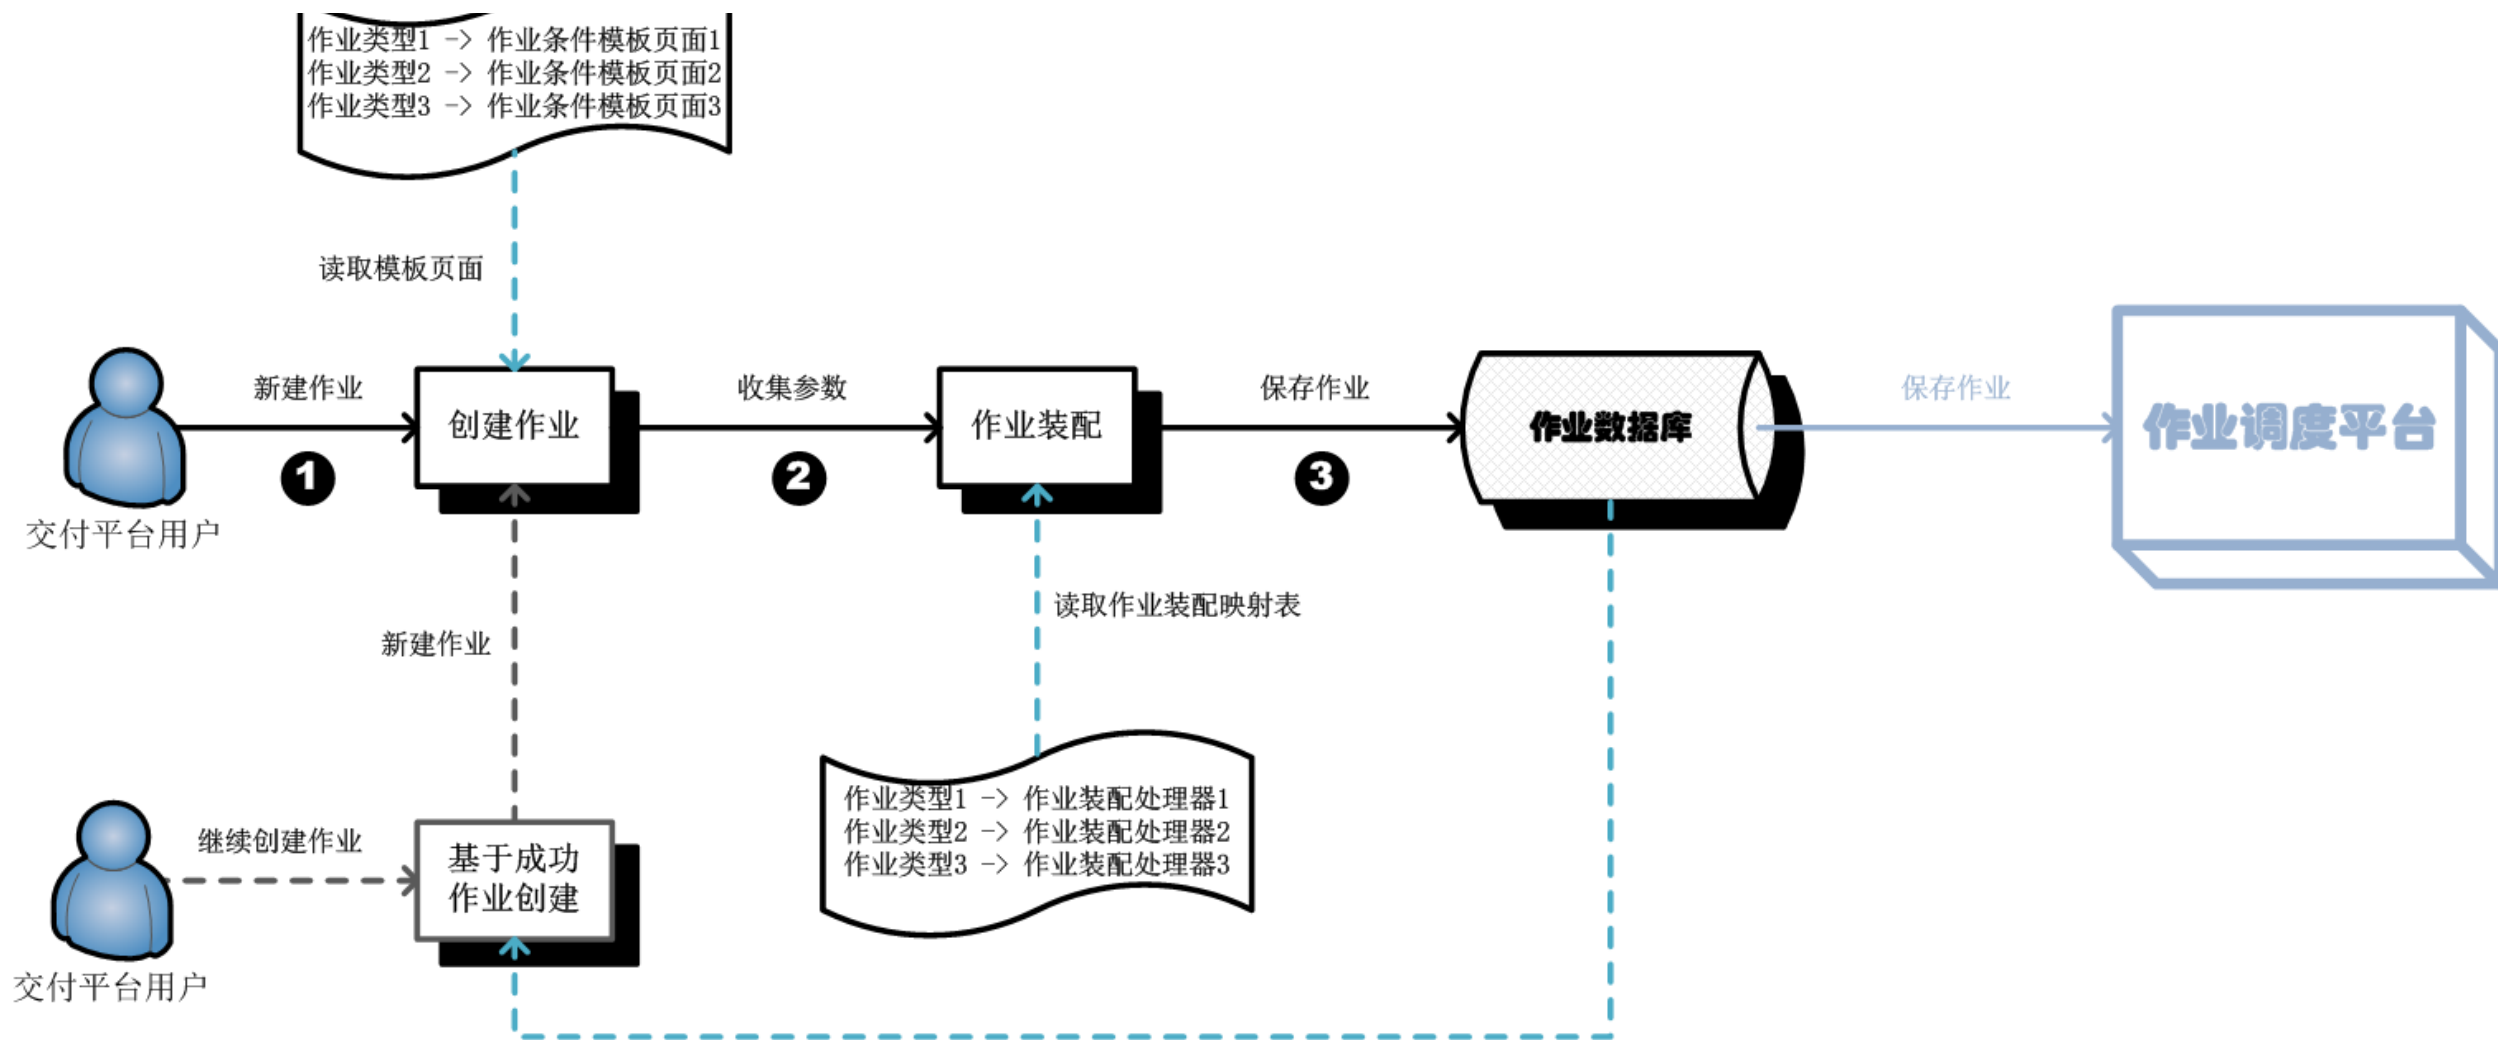 作业类型1 -> 作业条件模板页面1
作业类型2 -> 作业条件模板页面2
作业类型3 -> 作业条件模板页面3
读取模板页面
新建作业
创建作业
收集参数
作业装配
保存作业
作业数据库
保存作业
作业调度平台
1
2
3
交付平台用户
新建作业
读取作业装配映射表
作业类型1 -> 作业装配处理器1
作业类型2 -> 作业装配处理器2
作业类型3 -> 作业装配处理器3
继续创建作业
基于成功
作业创建
交付平台用户